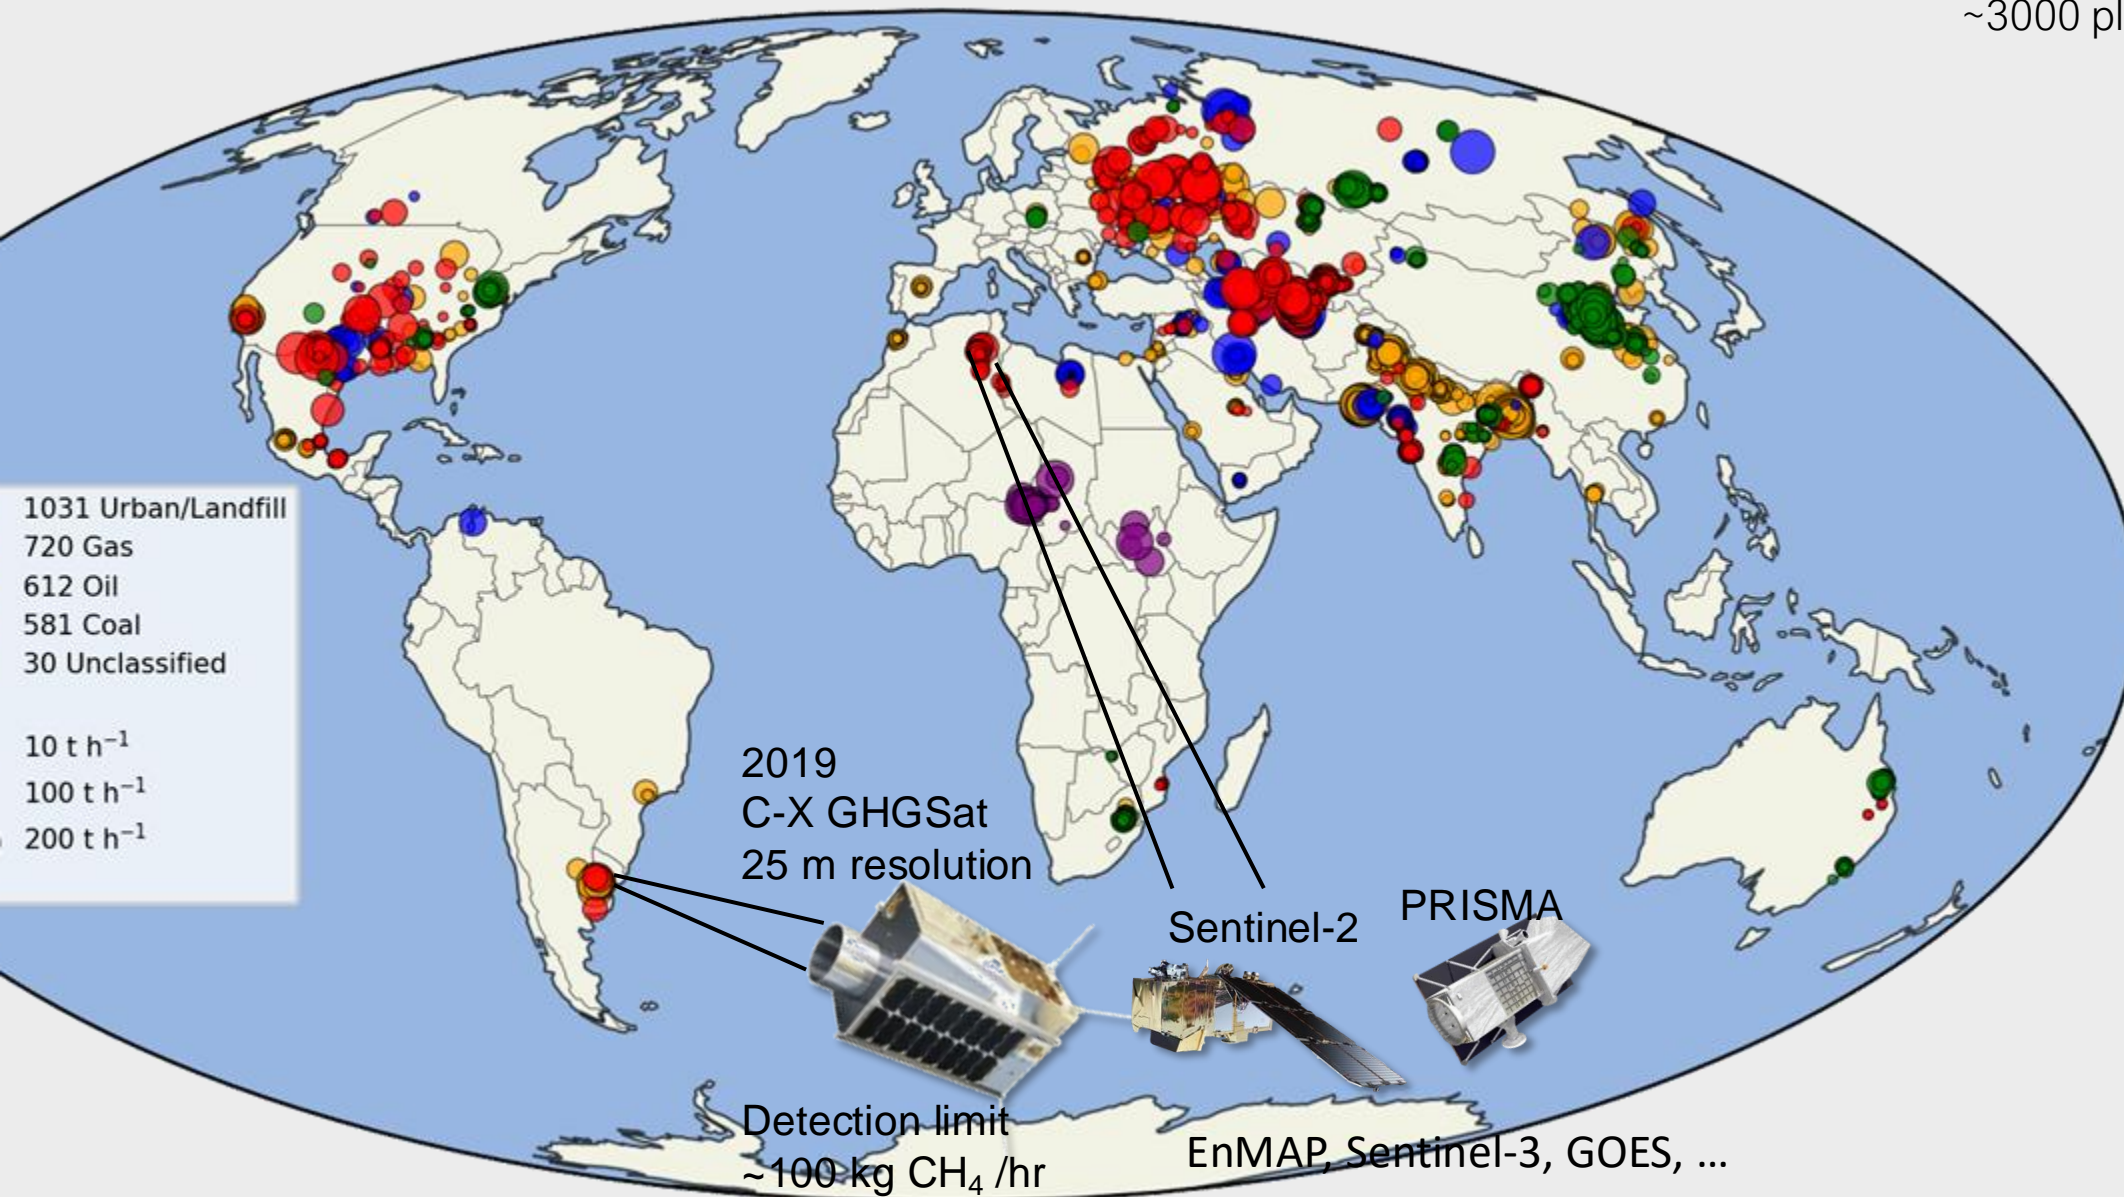 ~3000 pl
1031 Urban/Landfill
720 Gas
612 Oil
581 Coal
30 Unclassified
10 t h⁻¹
100 t h⁻¹
200 t h⁻¹
2019
C-X GHGSat
25 m resolution
Sentinel-2
PRISMA
Detection limit
~100 kg CH₄ /hr
EnMAP, Sentinel-3, GOES, ...